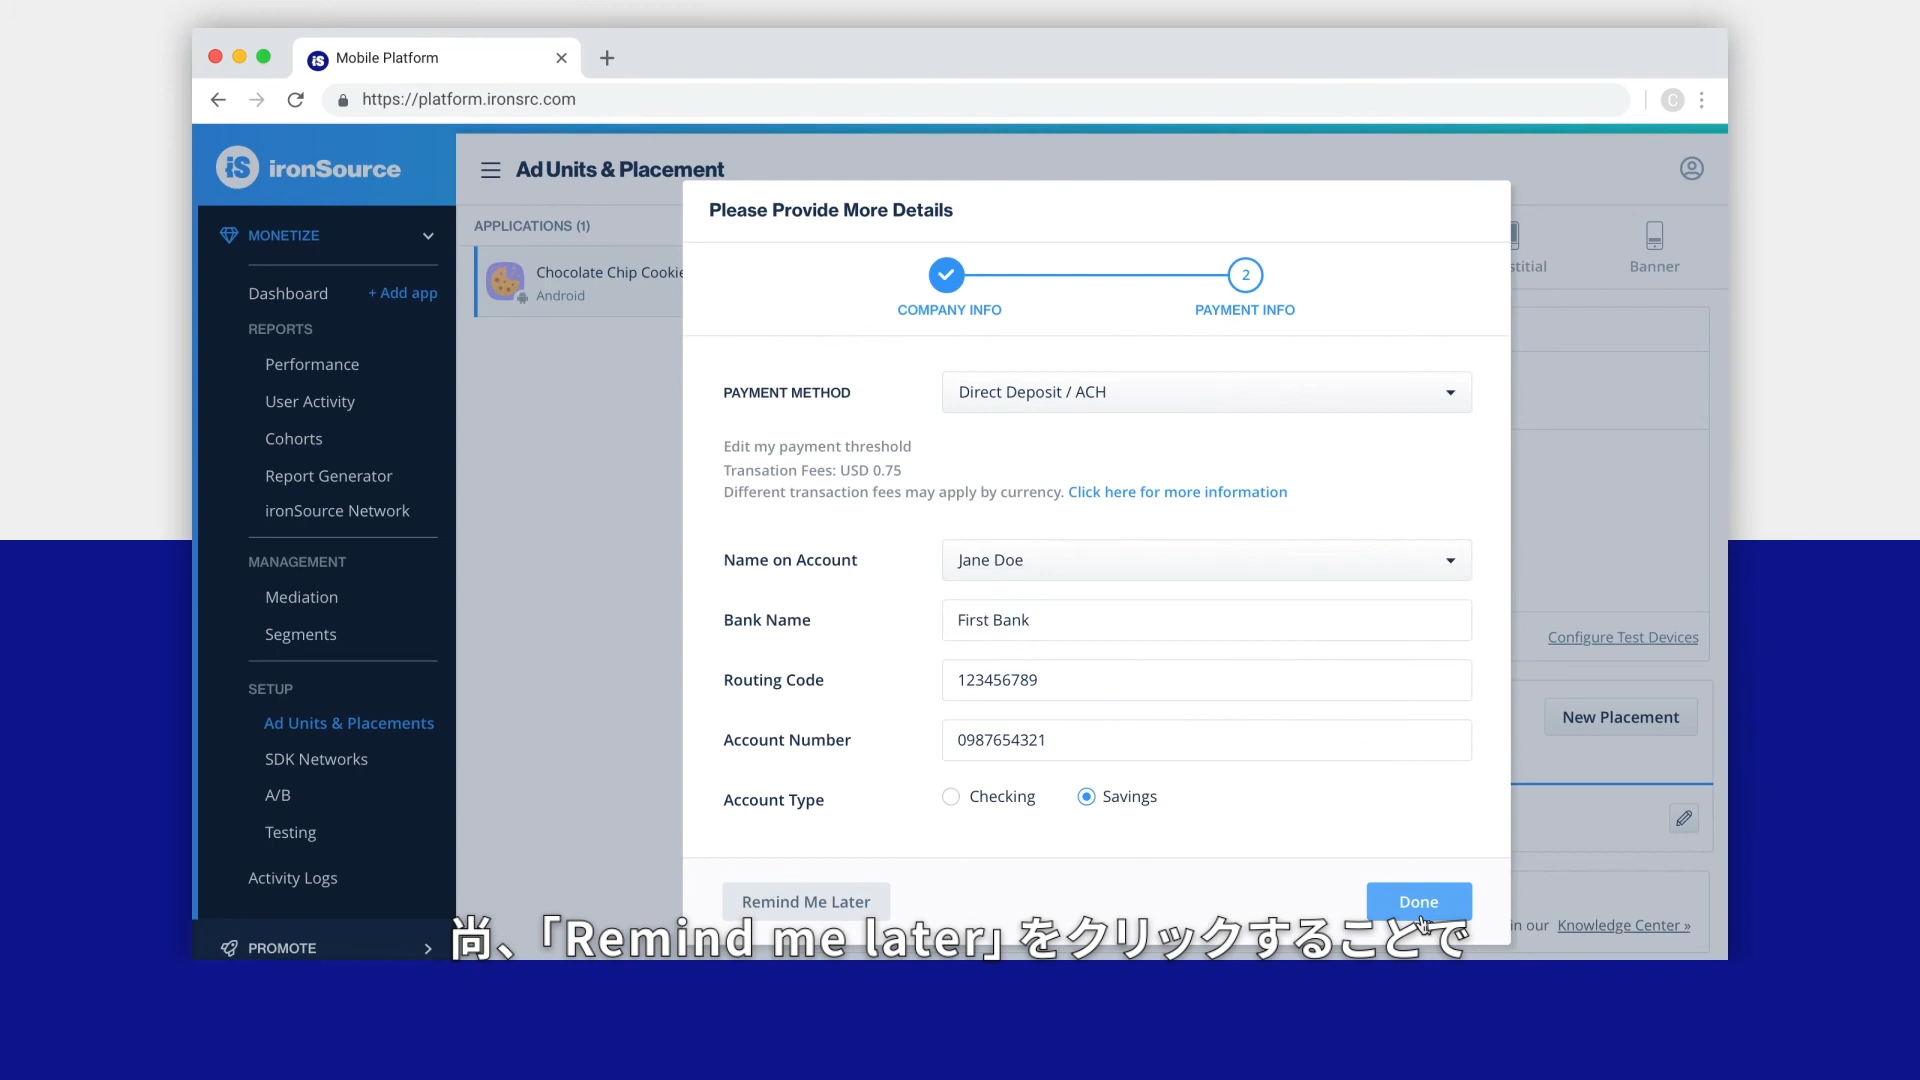 Mobile Platform
https://platform.ironsrc.com
C
iS ironSource
Ad Units & Placement
MONETIZE
Dashboard
+ Add app
REPORTS
Performance
User Activity
Cohorts
Report Generator
ironSource Network
MANAGEMENT
Mediation
Segments
SETUP
Ad Units & Placements
SDK Networks
A/B
Testing
Activity Logs
PROMOTE
APPLICATIONS (1)
Chocolate Chip Cookie
Android
Please Provide More Details
COMPANY INFO
2
PAYMENT INFO
PAYMENT METHOD
Direct Deposit / ACH
Edit my payment threshold
Transation Fees: USD 0.75
Different transaction fees may apply by currency. Click here for more information
Name on Account
Jane Doe
Bank Name
First Bank
Routing Code
123456789
Account Number
0987654321
Account Type
Checking
Savings
Remind Me Later
Done
stitial
Banner
Configure Test Devices
New Placement
in our Knowledge Center »
尚、「Remind me later」をクリックすることで